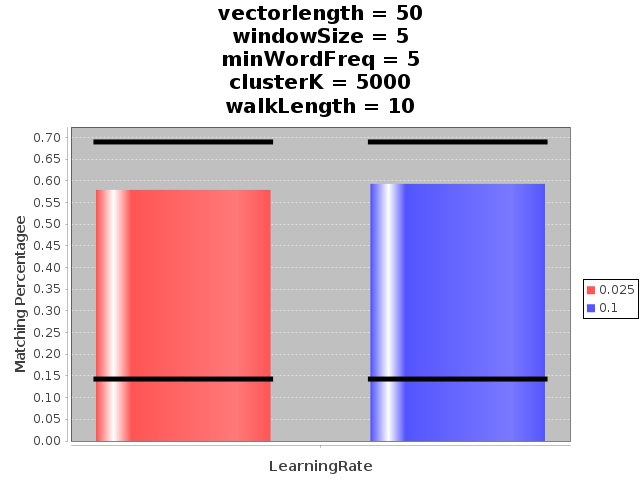 vectorlength = 50
windowSize = 5
minWordFreq = 5
clusterK = 5000
walkLength = 10
0.70
0.65
0.60
0.55
0.50
0.45
0.40
0.35
0.30
0.25
0.20
0.15
0.10
0.05
0.00
Matching Percentagee
LearningRate
0.025
0.1